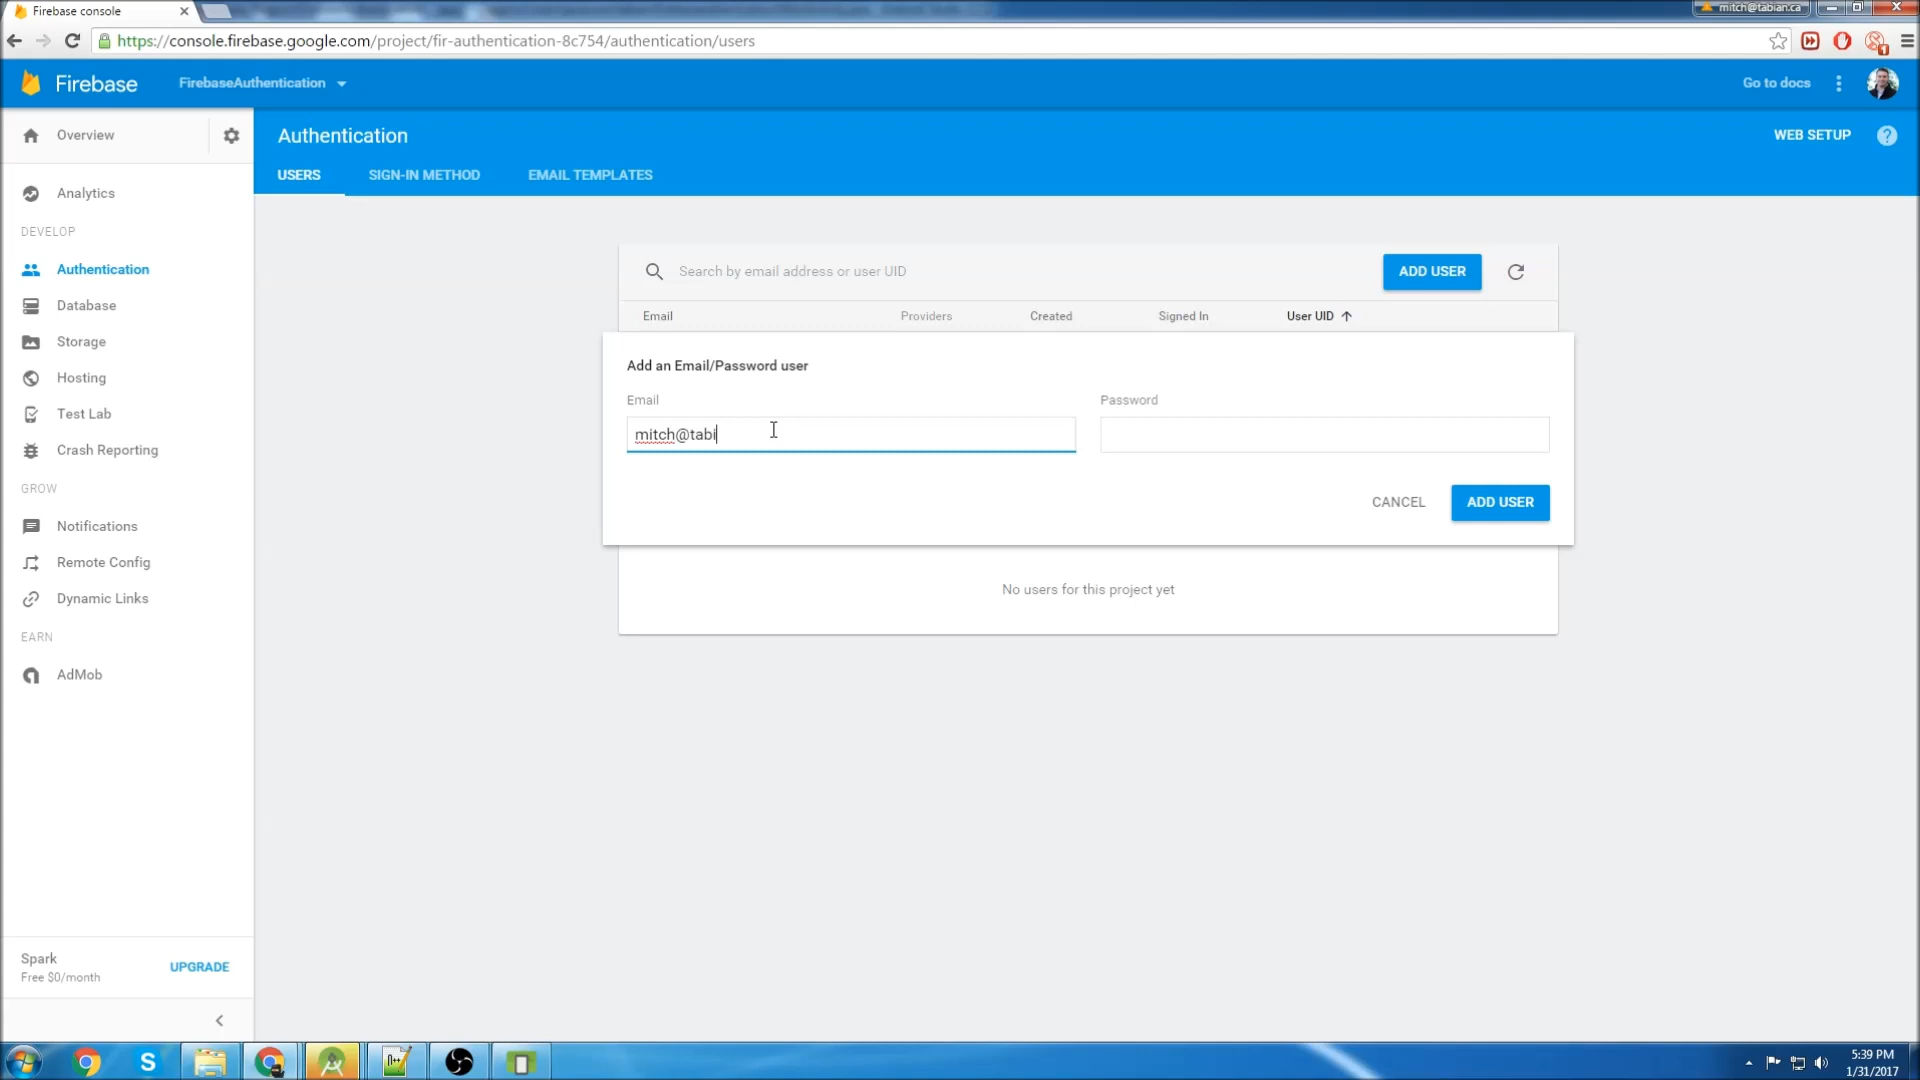 Firebase console
mitch@tabian.ca
https://console.firebase.google.com/project/fir-authentication-8c754/authentication/users
Firebase
FirebaseAuthentication
Go to docs
Overview
Authentication
WEB SETUP
?
USERS
SIGN-IN METHOD
EMAIL TEMPLATES
Analytics
DEVELOP
Authentication
Database
Storage
Hosting
Test Lab
Crash Reporting
GROW
Notifications
Remote Config
Dynamic Links
EARN
AdMob
Search by email address or user UID
ADD USER
Email
Providers
Created
Signed In
User UID
Add an Email/Password user
Email
Password
mitch@tabi
CANCEL
ADD USER
No users for this project yet
Spark
Free $0/month
UPGRADE
5:39 PM
1/31/2017